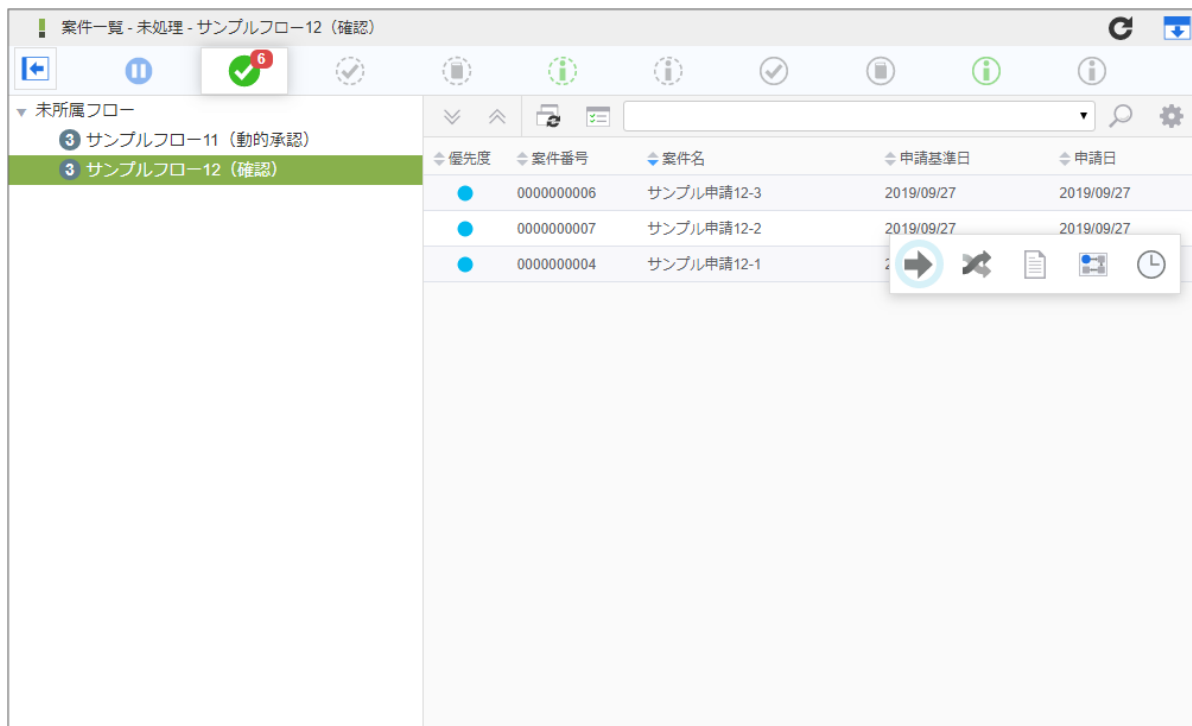 案件一覧 - 未処理 - サンプルフロー12（確認）
6
未所属フロー
3 サンプルフロー11（動的承認）
3 サンプルフロー12（確認）
優先度 案件番号 案件名 申請基準日 申請日
0000000006 サンプル申請12-3 2019/09/27 2019/09/27
0000000007 サンプル申請12-2 2019/09/27 2019/09/27
0000000004 サンプル申請12-1